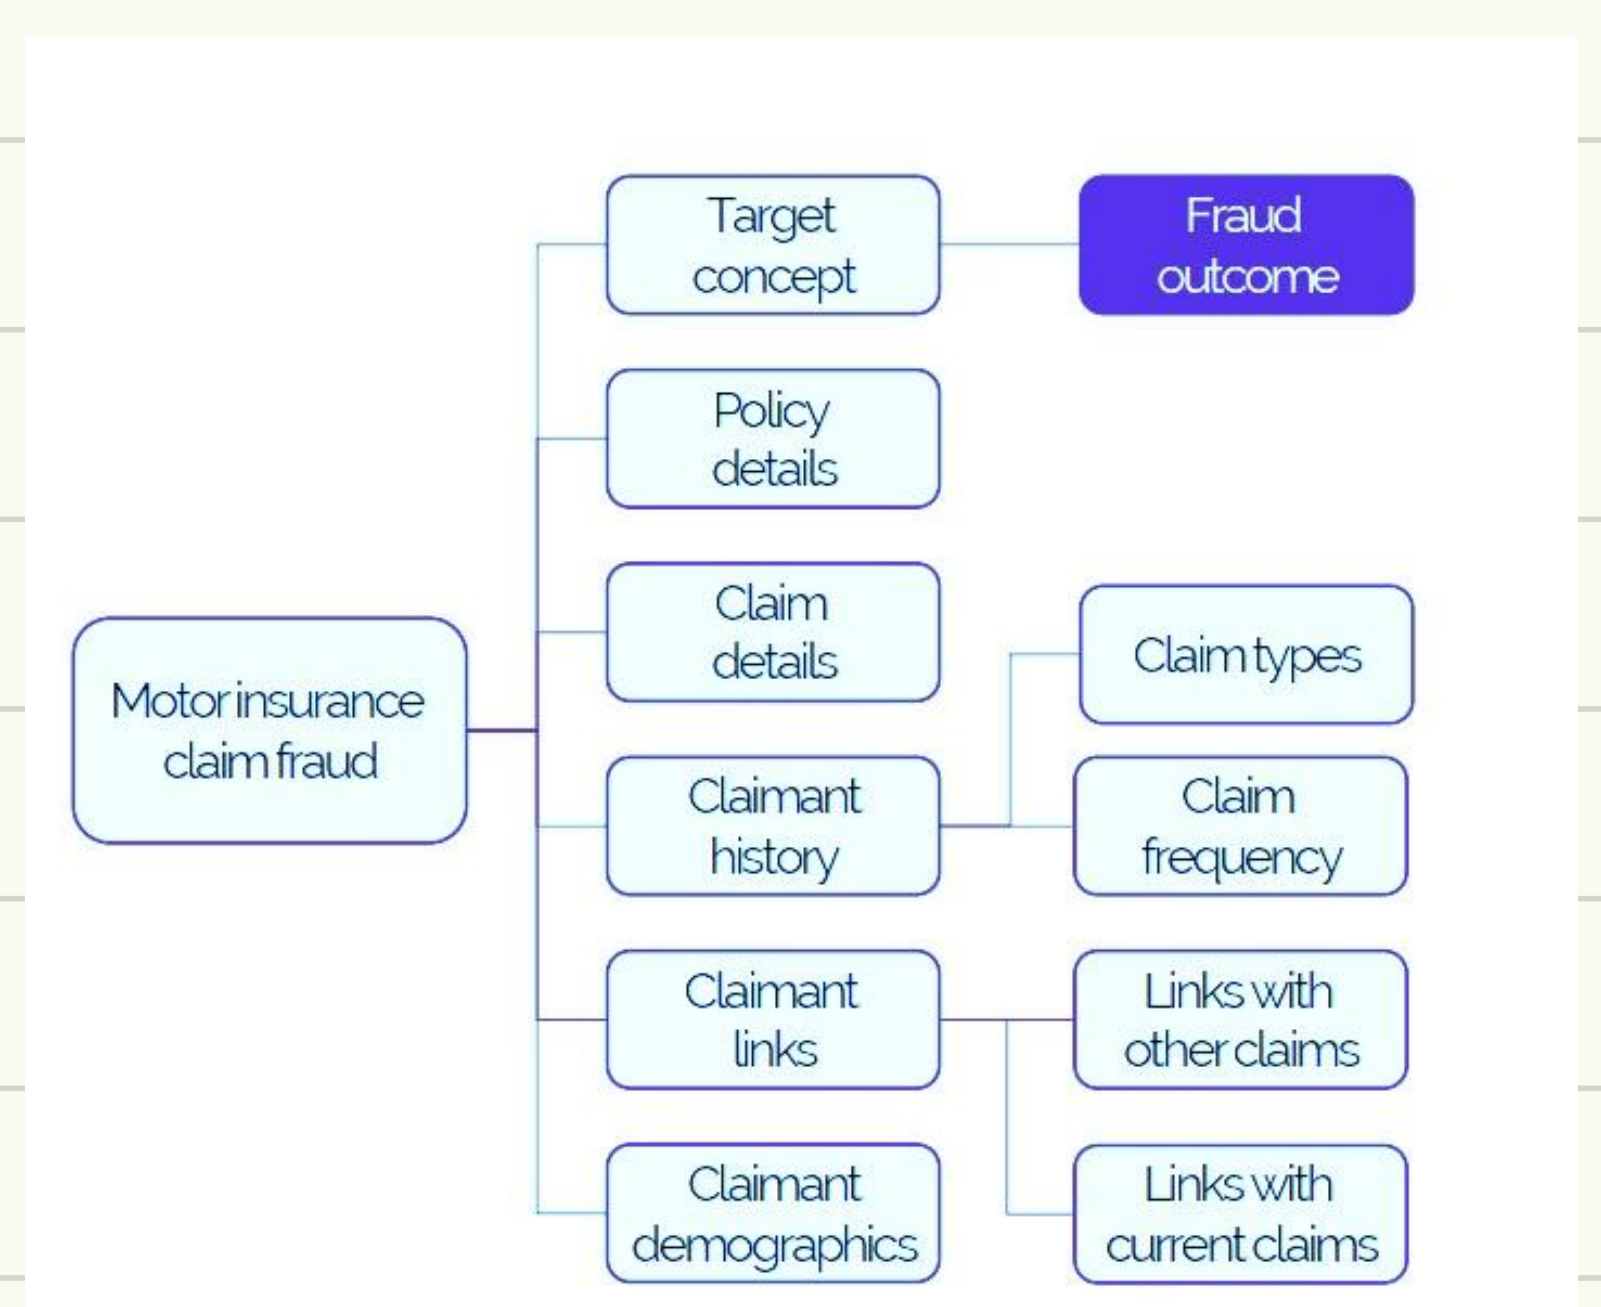 Target
concept
Fraud
outcome
Policy
details
Claim
details
Claim types
Motor insurance
claim fraud
Claimant
history
Claim
frequency
Claimant
links
Links with
other claims
Claimant
demographics
Links with
current claims